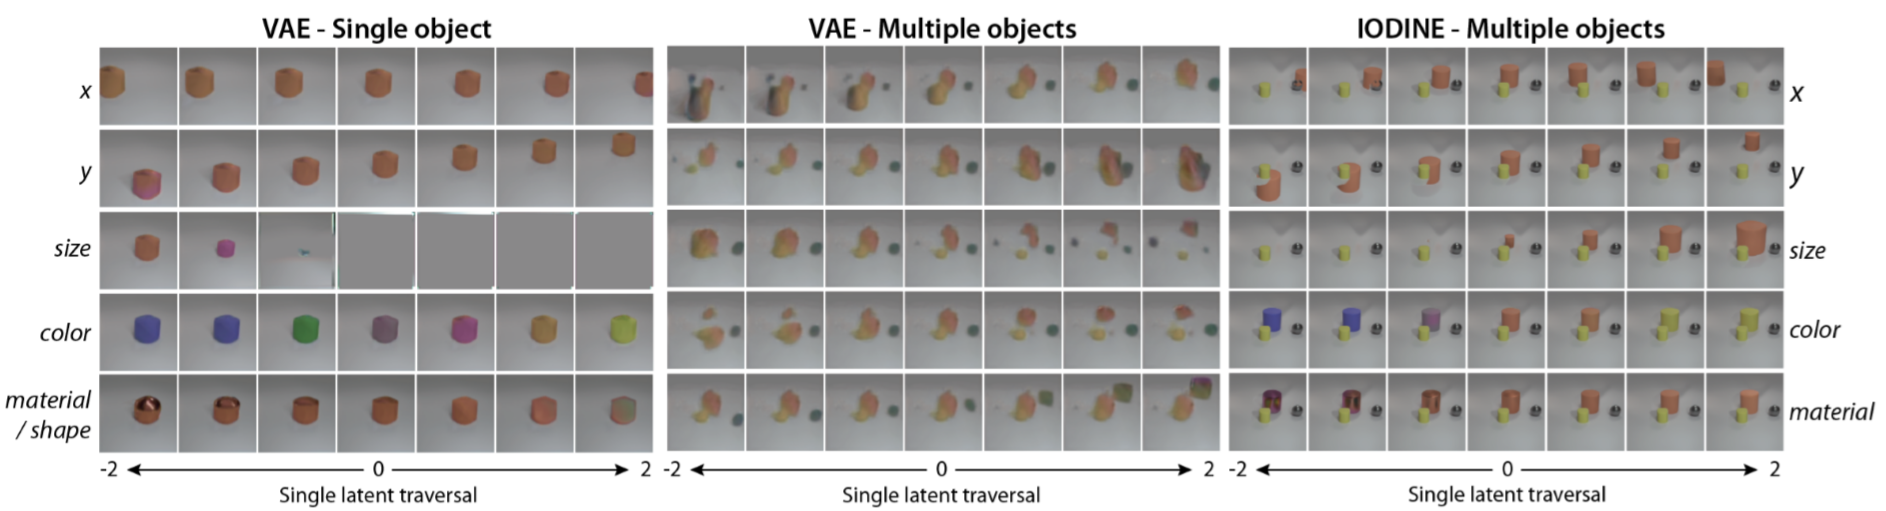 VAE - Single object
VAE - Multiple objects
IODINE - Multiple objects
x
x
y
y
size
size
color
color
material
/ shape
material
-2 0 2
-2 0 2
-2 0 2
Single latent traversal
Single latent traversal
Single latent traversal